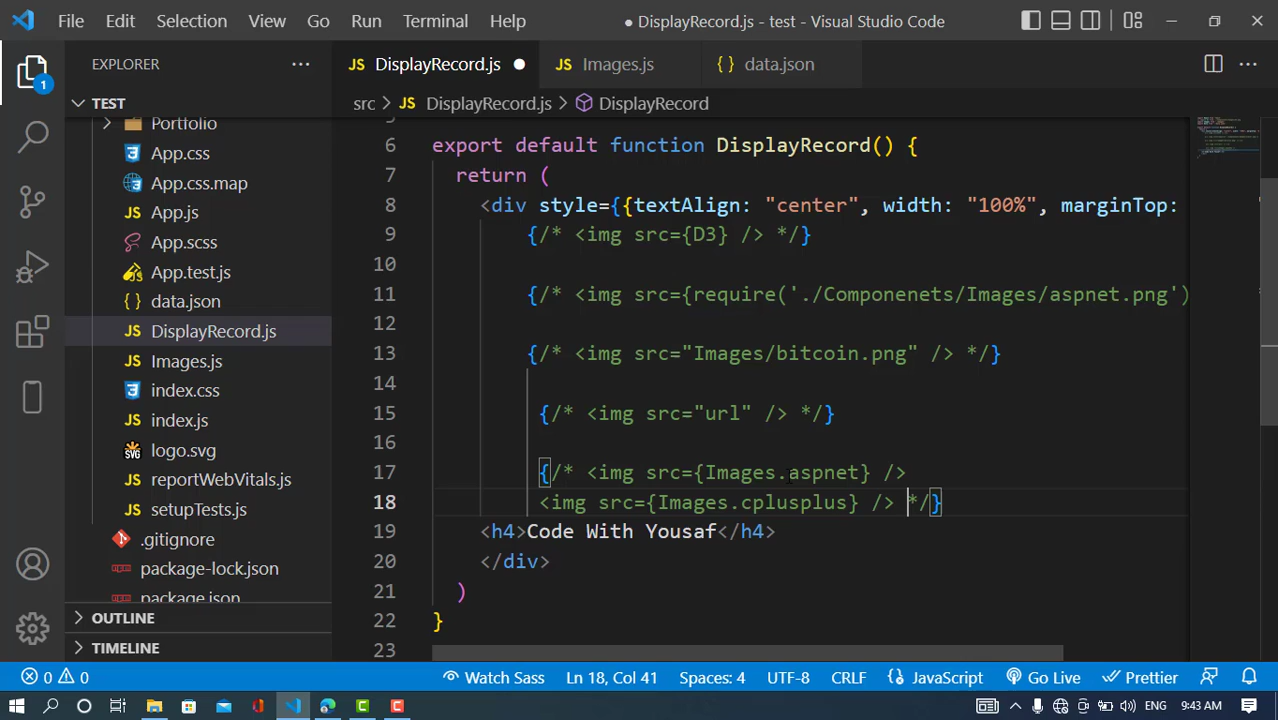 File Edit Selection View Go Run Terminal Help ● DisplayRecord.js - test - Visual Studio Code
EXPLORER ···
JS DisplayRecord.js ● JS Images.js {} data.json ···
1
TEST
src > JS DisplayRecord.js > DisplayRecord
Portfolio
App.css
App.css.map
App.js
App.scss
App.test.js
data.json
DisplayRecord.js
Images.js
index.css
index.js
logo.svg
reportWebVitals.js
setupTests.js
.gitignore
package-lock.json
package.json
OUTLINE
TIMELINE
5
6 export default function DisplayRecord() {
7 return (
8 <div style={{textAlign: "center", width: "100%", marginTop:
9 {/* <img src={D3} /> */}
10
11 {/* <img src={require('./Componenets/Images/aspnet.png')
12
13 {/* <img src="Images/bitcoin.png" /> */}
14
15 {/* <img src="url" /> */}
16
17 {/* <img src={Images.aspnet} />
18 <img src={Images.cplusplus} /> */}
19 <h4>Code With Yousaf</h4>
20 </div>
21 )
22 }
23
0 0 Watch Sass Ln 18, Col 41 Spaces: 4 UTF-8 CRLF {} JavaScript Go Live Prettier
ENG 9:43 AM